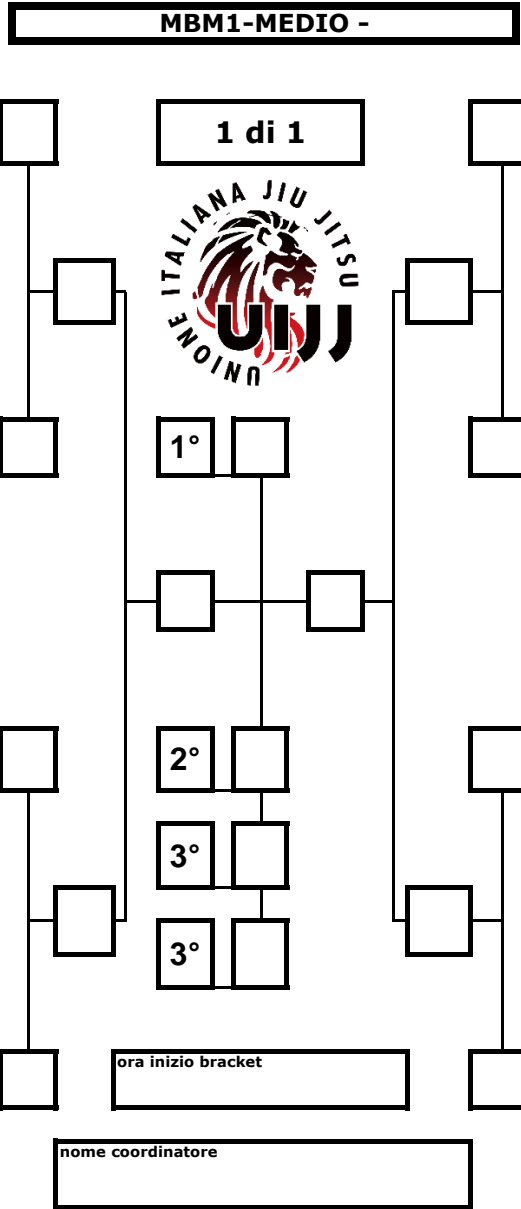 MBM1-MEDIO -
1 di 1
UNIONE ITALIANA JIU JITSU
UIJJ
1°
2°
3°
3°
ora inizio bracket
nome coordinatore